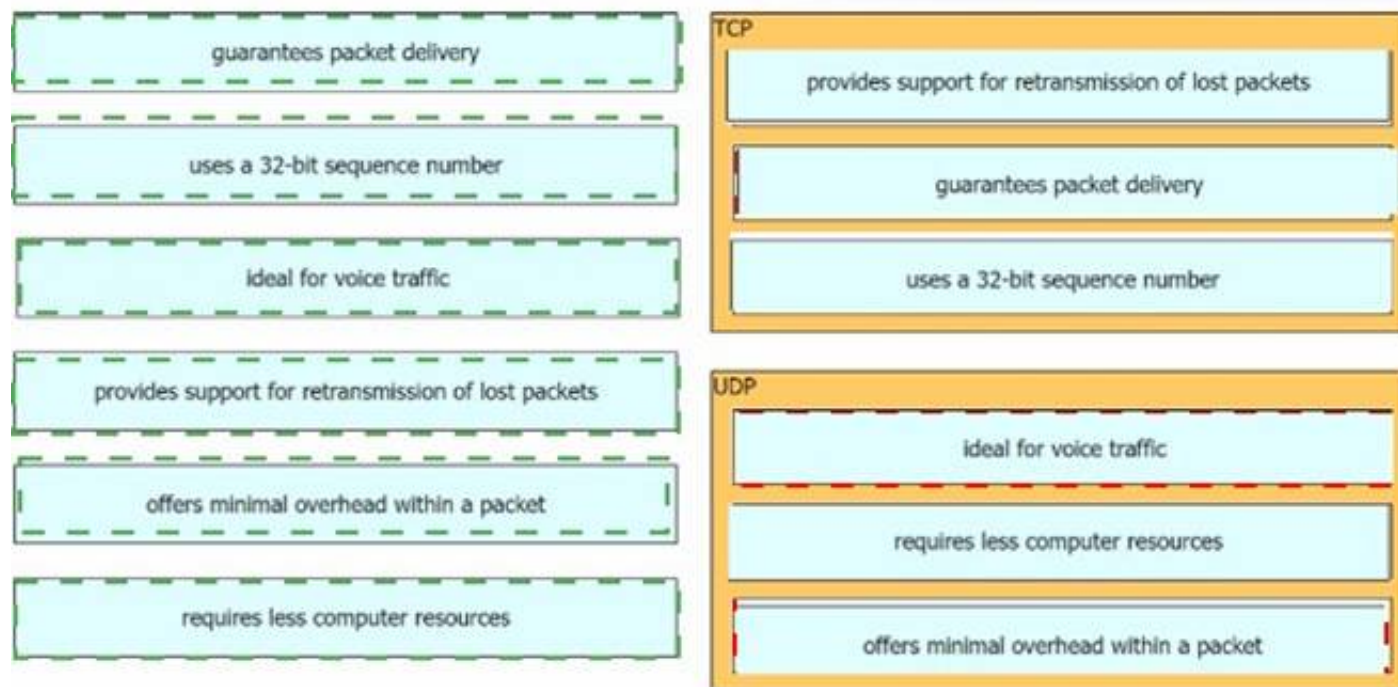 guarantees packet delivery
uses a 32-bit sequence number
ideal for voice traffic
provides support for retransmission of lost packets
offers minimal overhead within a packet
requires less computer resources
TCP
provides support for retransmission of lost packets
guarantees packet delivery
uses a 32-bit sequence number
UDP
ideal for voice traffic
requires less computer resources
offers minimal overhead within a packet